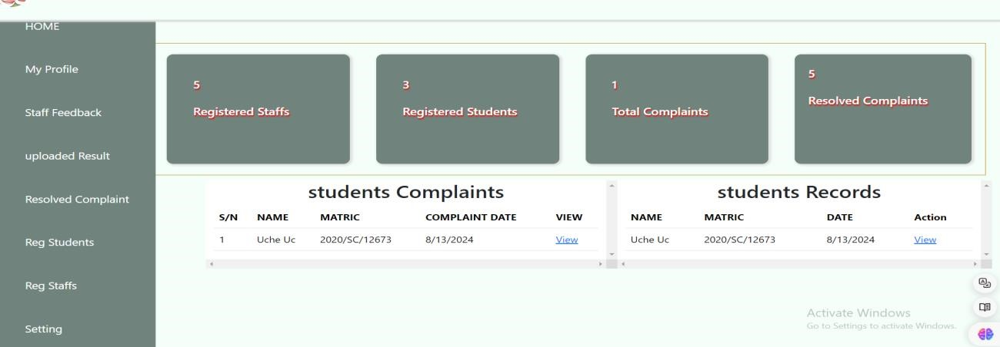 HOME
My Profile
Staff Feedback
uploaded Result
Resolved Complaint
Reg Students
Reg Staffs
Setting
5
Registered Staffs
3
Registered Students
1
Total Complaints
5
Resolved Complaints
students Complaints
S/N NAME MATRIC COMPLAINT DATE VIEW
1 Uche Uc 2020/SC/12673 8/13/2024 View
students Records
NAME MATRIC DATE Action
Uche Uc 2020/SC/12673 8/13/2024 View
Activate Windows
Go to Settings to activate Windows.